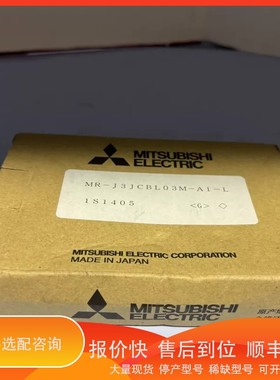 MITSUBISHI
ELECTRIC
MR-J3JCBL03M-A1-L
1S1405 <G> ◇
MITSUBISHI ELECTRIC CORPORATION
MADE IN JAPAN
MITSUBISHI
ELECTRIC
选配咨询
报价快 售后到位 顺丰
大量现货 停产型号 稀缺型号 可开